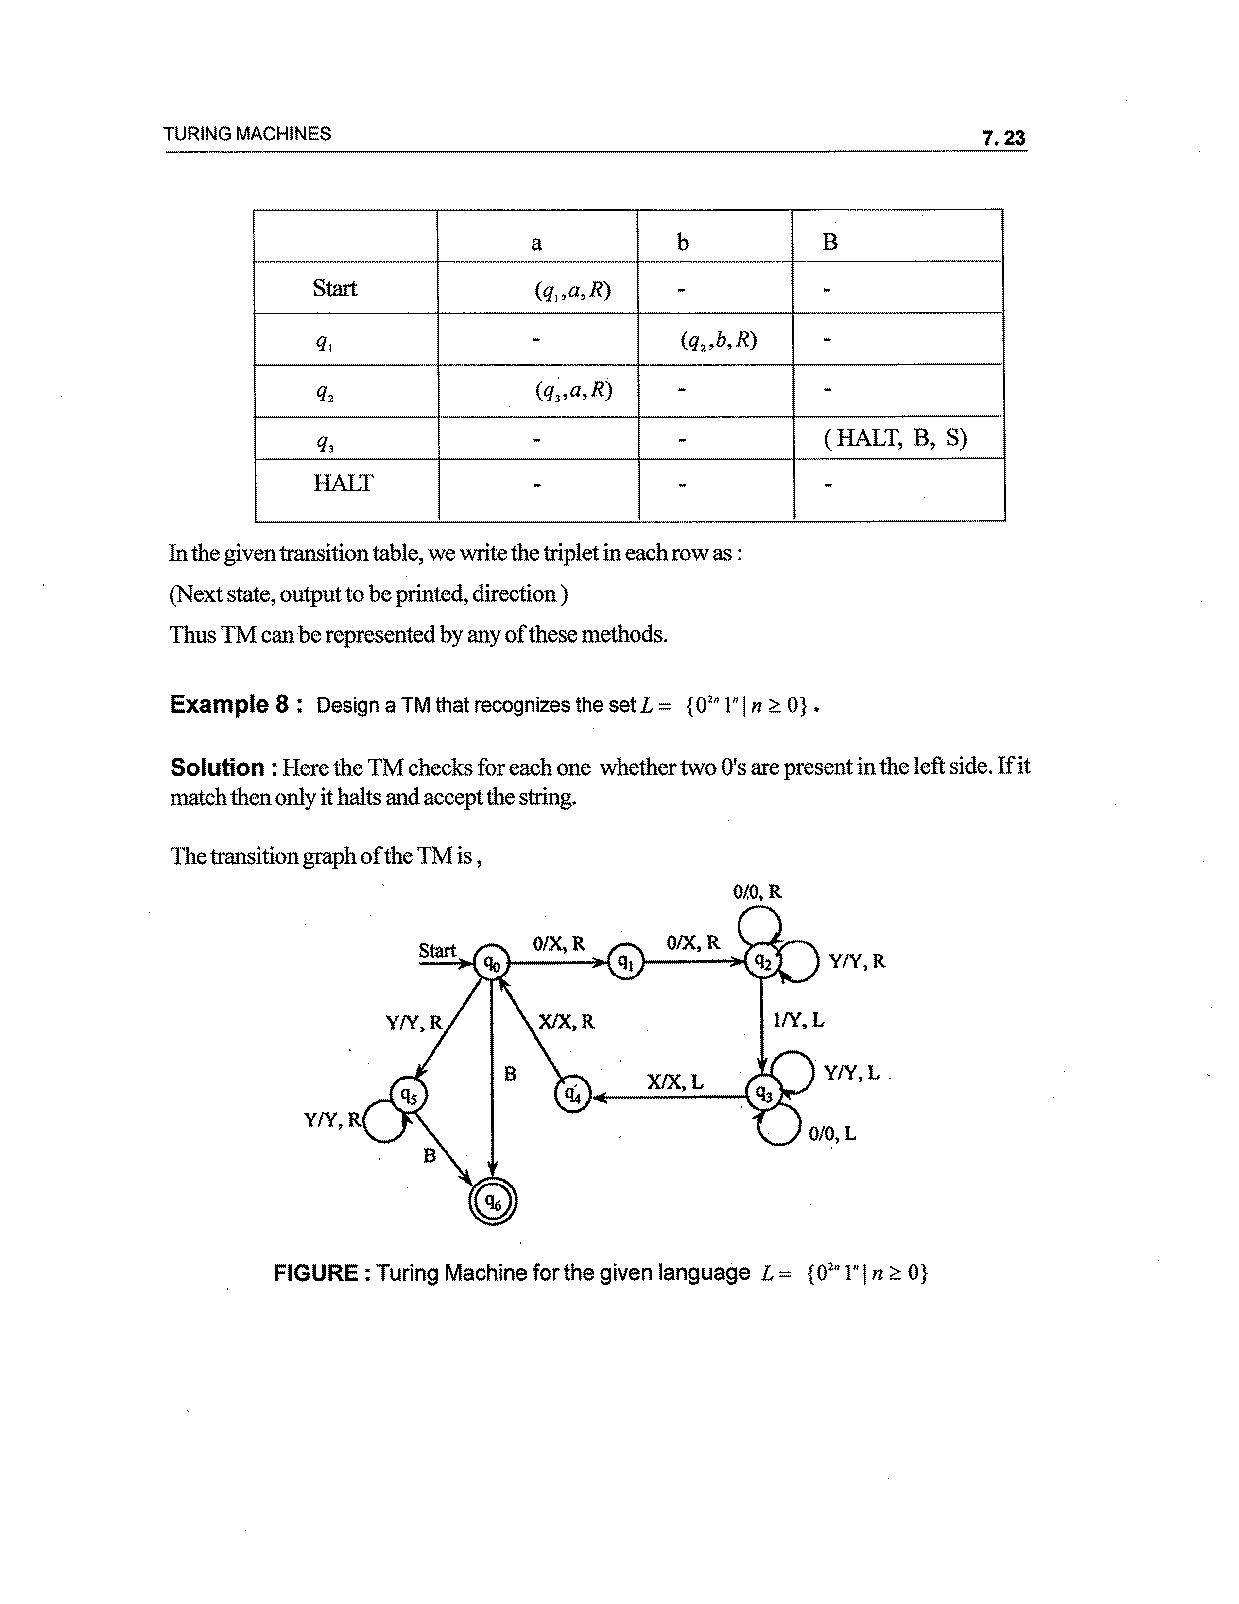 TURING MACHINES 7. 23
a b B
Start (q₁,a,R) - -
q₁ - (q₂,b,R) -
q₂ (q₃,a,R) - -
q₃ - - ( HALT, B, S)
HALT - - -
In the given transition table, we write the triplet in each row as :
(Next state, output to be printed, direction )
Thus TM can be represented by any of these methods.
Example 8 : Design a TM that recognizes the set L = {0²ⁿ 1ⁿ | n ≥ 0} .
Solution : Here the TM checks for each one whether two 0's are present in the left side. If it
match then only it halts and accept the string.
The transition graph of the TM is ,
0/0, R
Start 0/X, R 0/X, R
q₀ q₁ q₂ Y/Y, R
Y/Y, R X/X, R 1/Y, L
B X/X, L Y/Y, L
q₅ q₄ q₃
Y/Y, R 0/0, L
B
q₆
FIGURE : Turing Machine for the given language L = {0²ⁿ 1ⁿ | n ≥ 0}